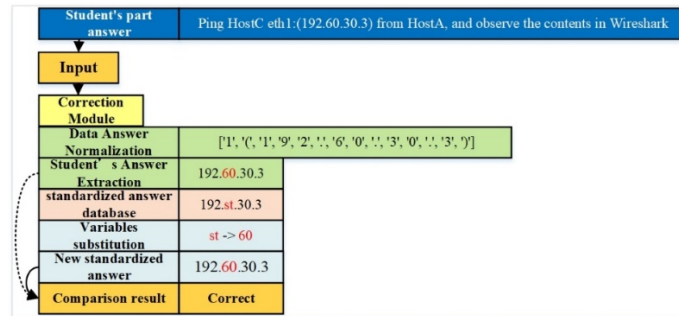 Student's part answer
Ping HostC eth1:(192.60.30.3) from HostA, and observe the contents in Wireshark
Input
Correction
Module
Data Answer
Normalization
['1', '(', '1', '9', '2', '.', '6', '0', '.', '3', '0', '.', '3', ')']
Student's Answer
Extraction
192.60.30.3
standardized answer
database
192.st.30.3
Variables
substitution
st -> 60
New standardized
answer
192.60.30.3
Comparison result
Correct